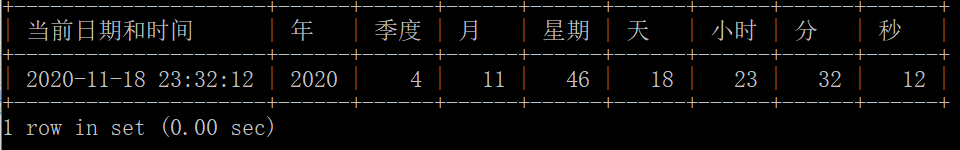 当前日期和时间 | 年 | 季度 | 月 | 星期 | 天 | 小时 | 分 | 秒
2020-11-18 23:32:12 | 2020 | 4 | 11 | 46 | 18 | 23 | 32 | 12
1 row in set (0.00 sec)